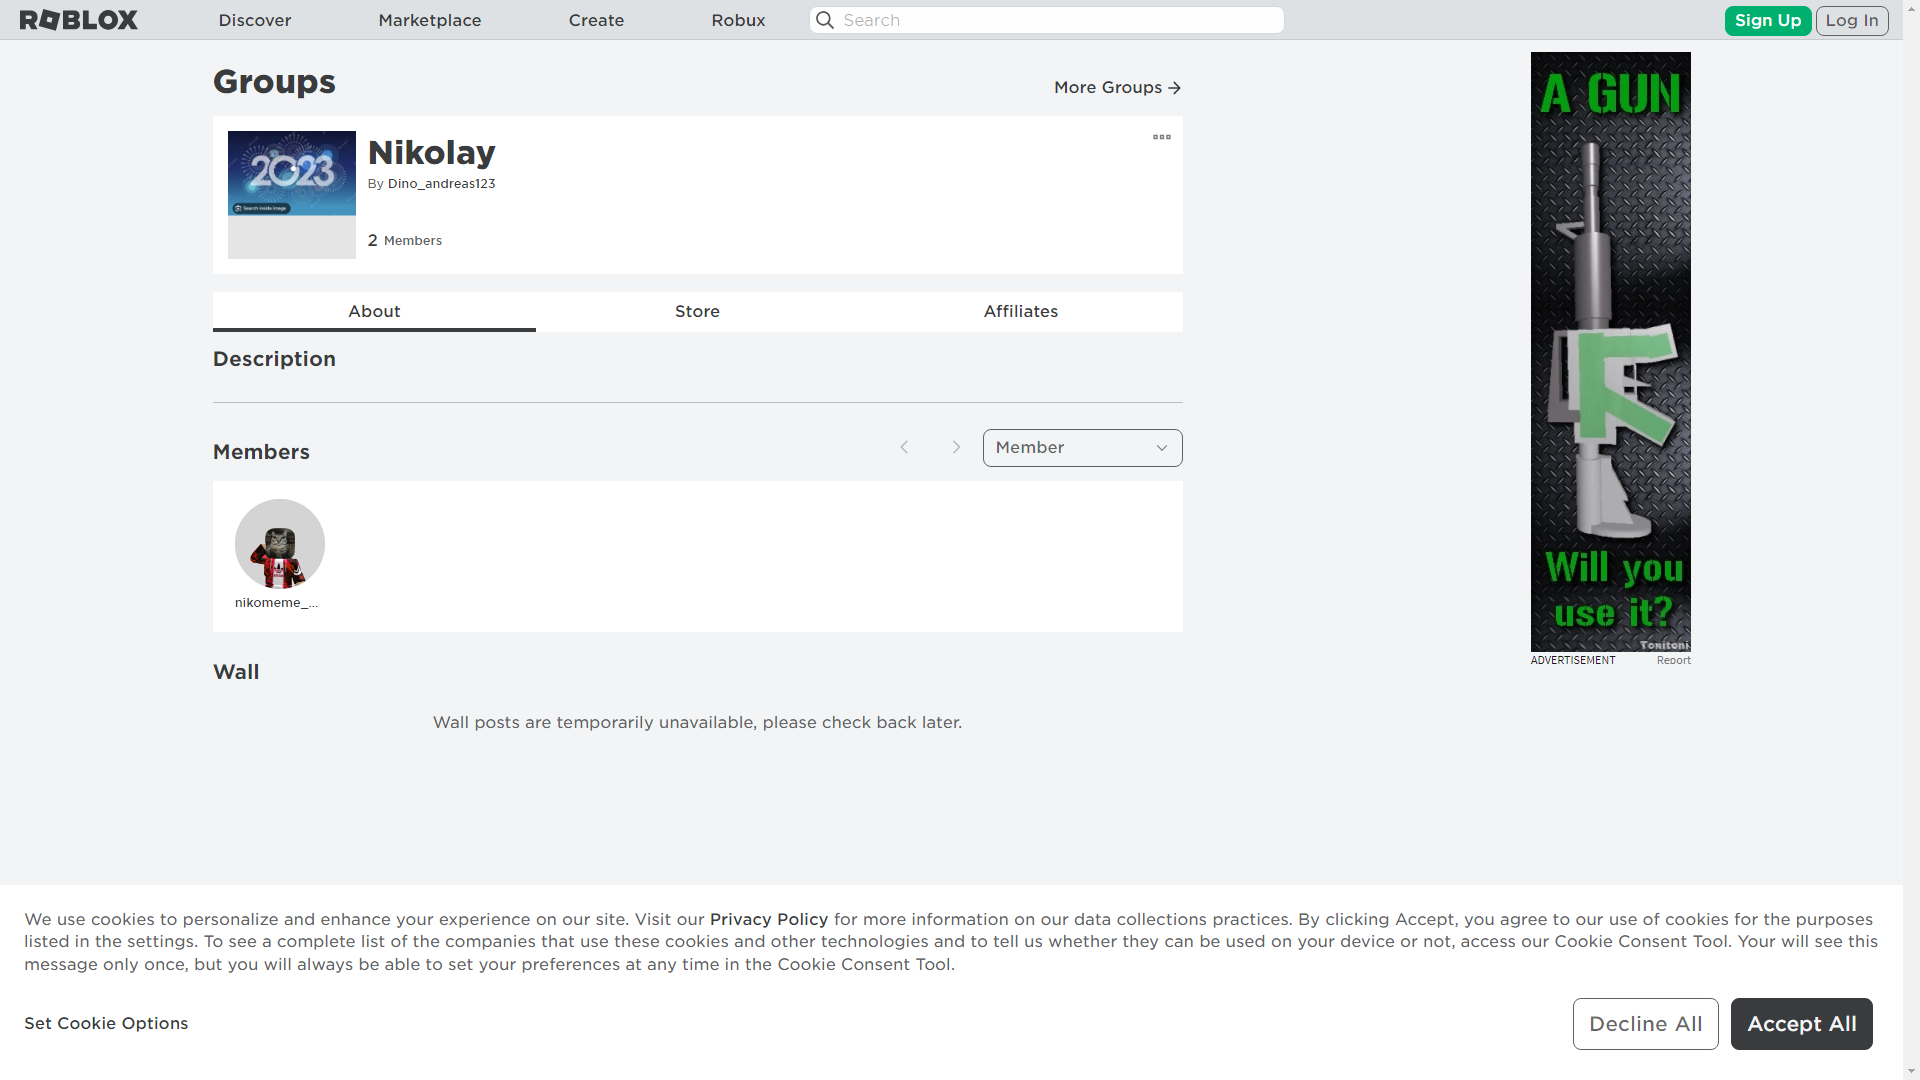 ROBLOX
Discover
Marketplace
Create
Robux
Search
Sign Up
Log In
Groups
More Groups
2023
Search inside image
Nikolay
By Dino_andreas123
2 Members
About
Store
Affiliates
Description
Members
Member
nikomeme_...
Wall
Wall posts are temporarily unavailable, please check back later.
A GUN
Will you
use it?
Tonitoni
ADVERTISEMENT
Report
We use cookies to personalize and enhance your experience on our site. Visit our Privacy Policy for more information on our data collections practices. By clicking Accept, you agree to our use of cookies for the purposes
listed in the settings. To see a complete list of the companies that use these cookies and other technologies and to tell us whether they can be used on your device or not, access our Cookie Consent Tool. Your will see this
message only once, but you will always be able to set your preferences at any time in the Cookie Consent Tool.
Set Cookie Options
Decline All
Accept All